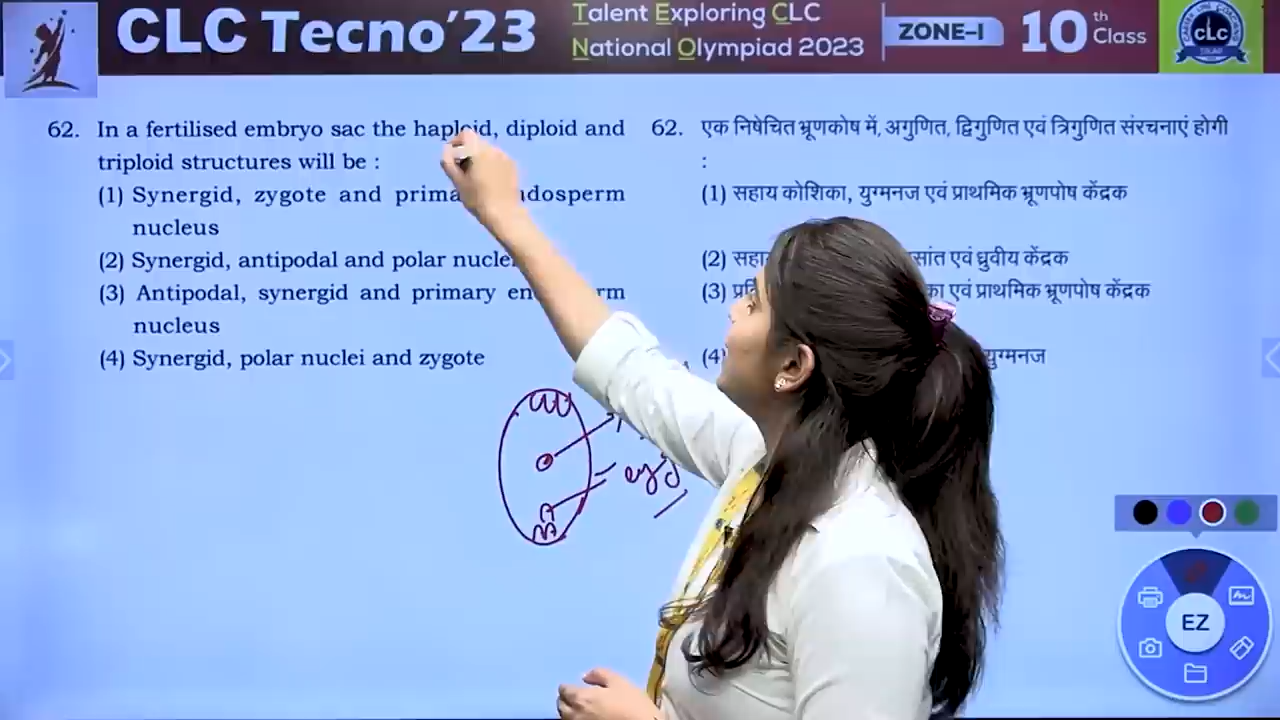 CLC Tecno'23
Talent Exploring CLC
National Olympiad 2023
ZONE-I
10th Class
CLC
62. In a fertilised embryo sac the haploid, diploid and
triploid structures will be :
(1) Synergid, zygote and prima dosperm
nucleus
(2) Synergid, antipodal and polar nucle
(3) Antipodal, synergid and primary en rm
nucleus
(4) Synergid, polar nuclei and zygote
62. एक निषेचित भ्रूणकोष में, अगुणित, द्विगुणित एवं त्रिगुणित संरचनाएं होगी
:
(1) सहाय कोशिका, युग्मनज एवं प्राथमिक भ्रूणपोष केंद्रक
(2) सहा सांत एवं ध्रुवीय केंद्रक
(3) प्रति का एवं प्राथमिक भ्रूणपोष केंद्रक
(4) युग्मनज
egg
EZ